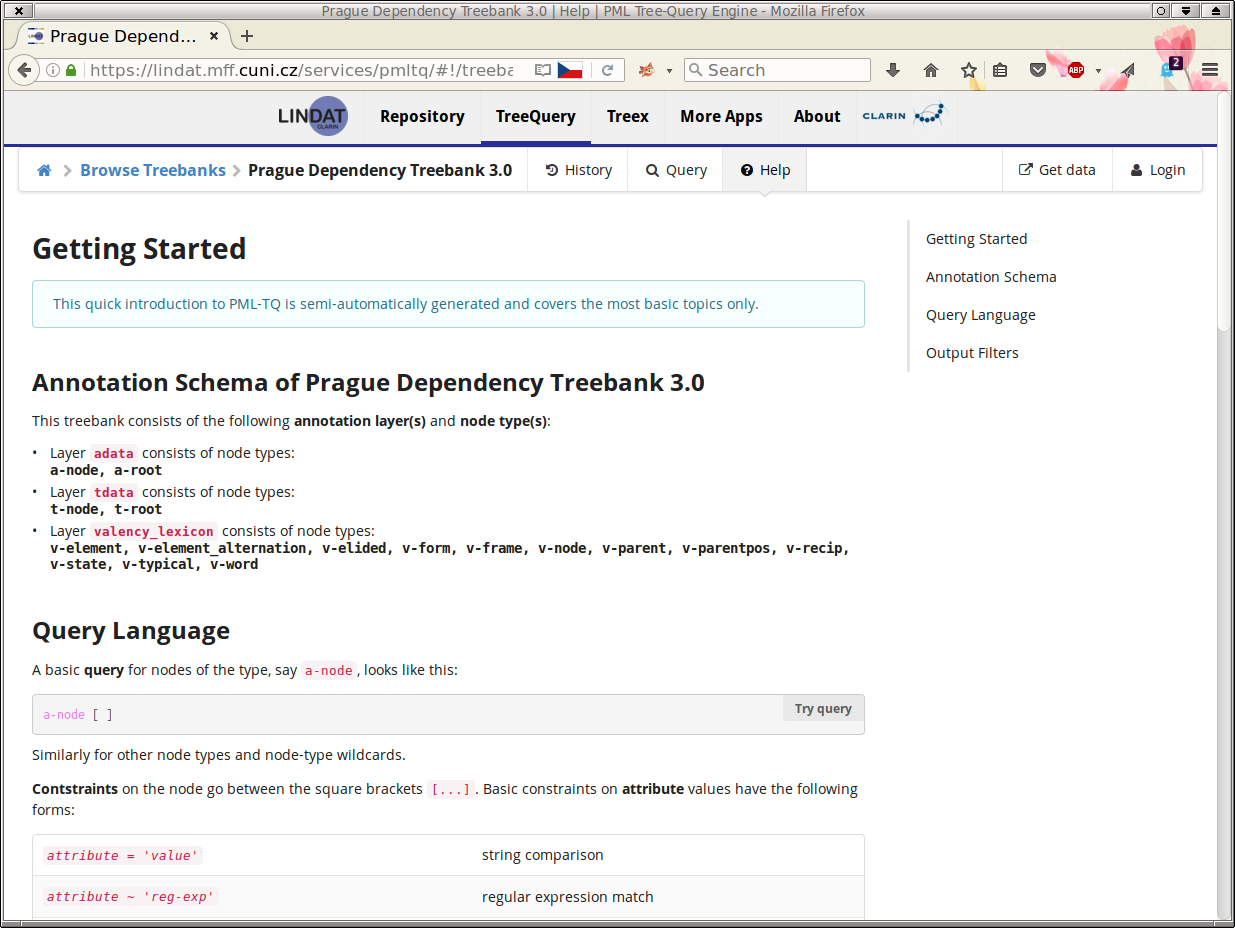 Prague Dependency Treebank 3.0 | Help | PML Tree-Query Engine - Mozilla Firefox
Prague Depend...
https://lindat.mff.cuni.cz/services/pmltq/#!/treeba
Search
ABP
2
LINDAT
CLARIN
Repository
TreeQuery
Treex
More Apps
About
CLARIN
Browse Treebanks
Prague Dependency Treebank 3.0
History
Query
Help
Get data
Login
Getting Started
This quick introduction to PML-TQ is semi-automatically generated and covers the most basic topics only.
Annotation Schema of Prague Dependency Treebank 3.0
This treebank consists of the following annotation layer(s) and node type(s):
• Layer adata consists of node types:
a-node, a-root
• Layer tdata consists of node types:
t-node, t-root
• Layer valency_lexicon consists of node types:
v-element, v-element_alternation, v-elided, v-form, v-frame, v-node, v-parent, v-parentpos, v-recip,
v-state, v-typical, v-word
Query Language
A basic query for nodes of the type, say a-node, looks like this:
a-node [ ]
Try query
Similarly for other node types and node-type wildcards.
Contstraints on the node go between the square brackets [...]. Basic constraints on attribute values have the following
forms:
attribute = 'value' string comparison
attribute ~ 'reg-exp' regular expression match
Getting Started
Annotation Schema
Query Language
Output Filters